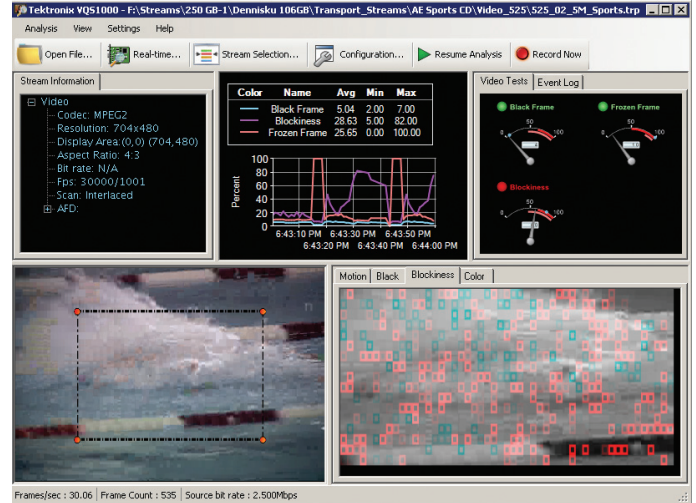 Tektronix VQS1000 - F:\Streams\250 GB-1\Dennisku 106GB\Transport_Streams\AE Sports CD\Video_525\525_02_5M_Sports.trp
Analysis View Settings Help
Open File... Real-time... Stream Selection... Configuration... Resume Analysis Record Now
Stream Information
Video
Codec: MPEG2
Resolution: 704x480
Display Area:(0,0) (704,480)
Aspect Ratio: 4:3
Bit rate: N/A
Fps: 30000/1001
Scan: Interlaced
AFD:
Color Name Avg Min Max
Black Frame 5.04 2.00 7.00
Blockiness 28.63 5.00 82.00
Frozen Frame 25.65 0.00 100.00
Percent
100
80
60
40
20
0
6:43:10 PM 6:43:30 PM 6:43:50 PM
6:43:20 PM 6:43:40 PM 6:44:00 PM
Video Tests Event Log
Black Frame Frozen Frame
0 50 100 0 50 100
Blockiness
0 50 100
Motion Black Blockiness Color
Frames/sec : 30.06 Frame Count : 535 Source bit rate : 2.500Mbps